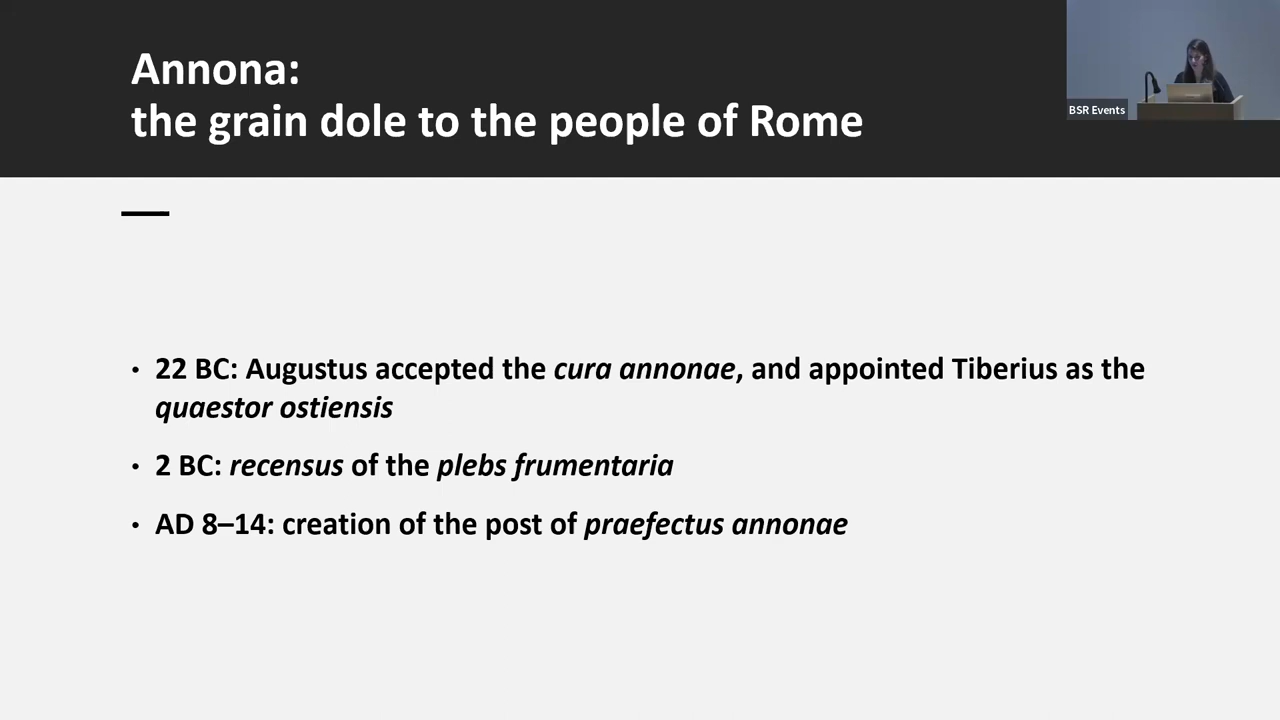 Annona:
the grain dole to the people of Rome
BSR Events
• 22 BC: Augustus accepted the cura annonae, and appointed Tiberius as the
quaestor ostiensis
• 2 BC: recensus of the plebs frumentaria
• AD 8–14: creation of the post of praefectus annonae